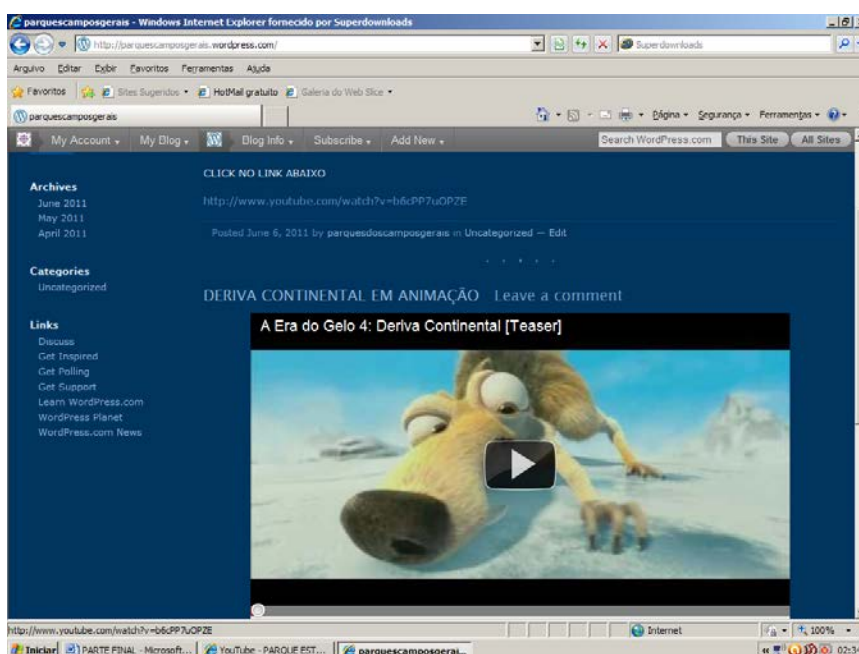 parquescamposgerais - Windows Internet Explorer fornecido por Superdownloads
http://parquescamposgerais.wordpress.com/
Superdownloads
Arquivo Editar Exibir Favoritos Ferramentas Ajuda
Favoritos Sites Sugeridos HotMail gratuito Galeria do Web Slice
parquescamposgerais
Página Segurança Ferramentas
My Account My Blog Blog Info Subscribe Add New Search WordPress.com This Site All Sites
Archives
June 2011
May 2011
April 2011
Categories
Uncategorized
Links
Discuss
Get Inspired
Get Polling
Get Support
Learn WordPress.com
WordPress Planet
WordPress.com News
CLICK NO LINK ABAIXO
http://www.youtube.com/watch?v=b6cPP7uOPZE
Posted June 6, 2011 by parquesdoscamposgerais in Uncategorized — Edit
DERIVA CONTINENTAL EM ANIMAÇÃO Leave a comment
A Era do Gelo 4: Deriva Continental [Teaser]
http://www.youtube.com/watch?v=b6cPP7uOPZE
Internet 100%
Iniciar PARTE FINAL - Microsoft... YouTube - PARQUE EST... parquescamposgerai...
02:3